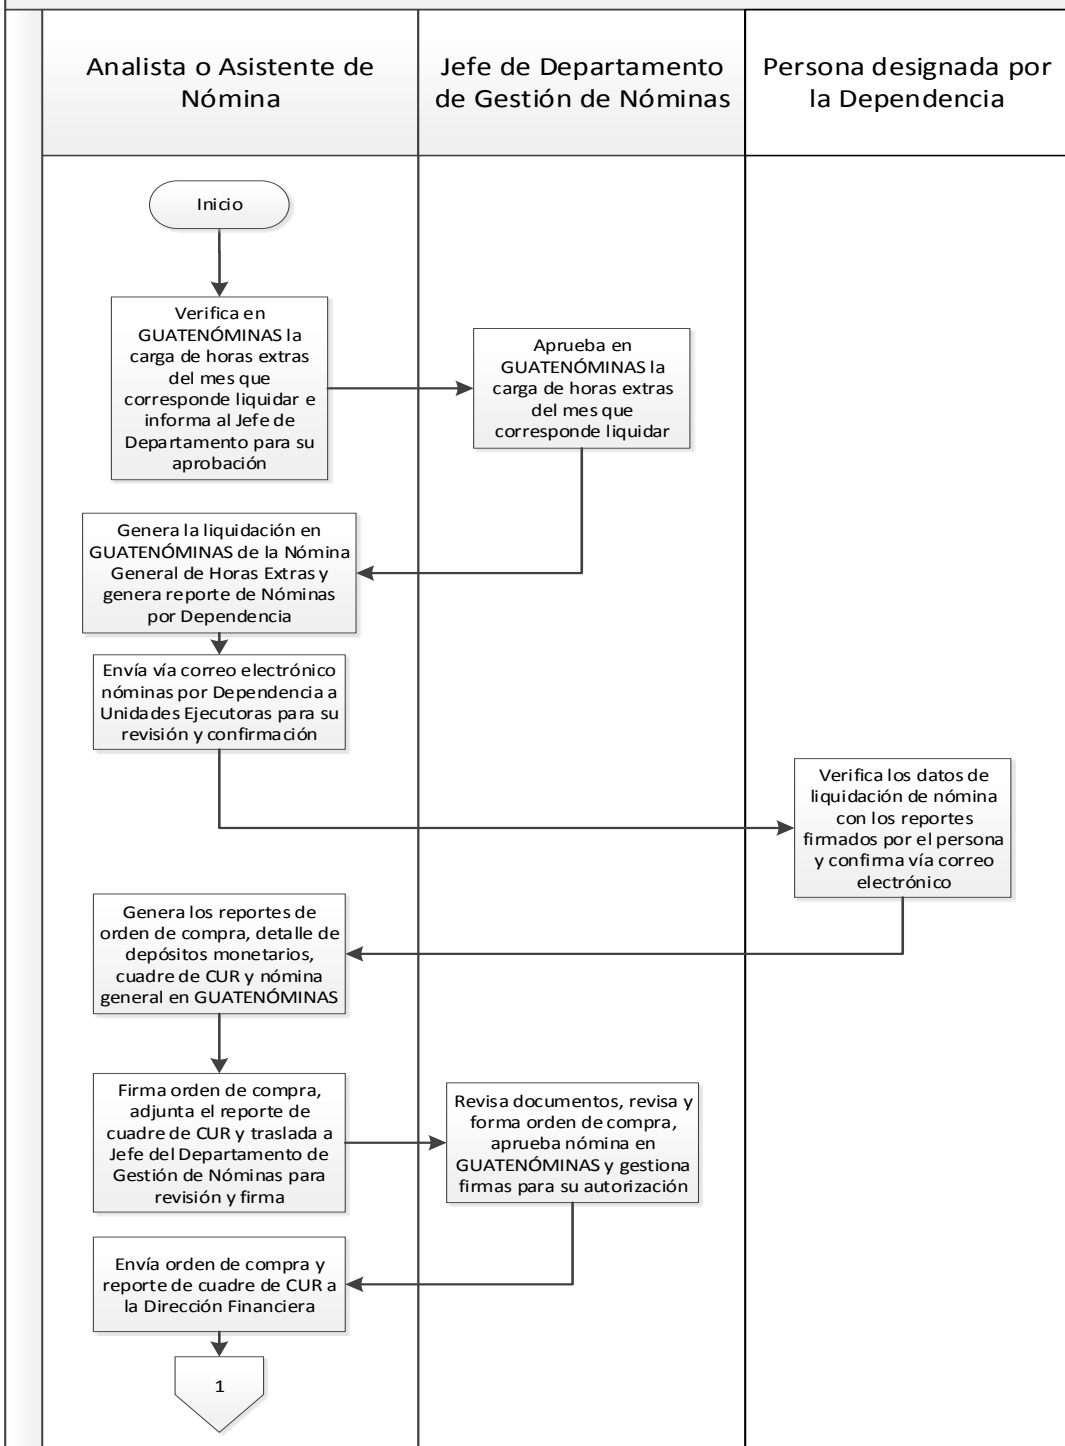 Analista o Asistente de
Nómina
Jefe de Departamento
de Gestión de Nóminas
Persona designada por
la Dependencia
Inicio
Verifica en
GUATENÓMINAS la
carga de horas extras
del mes que
corresponde liquidar e
informa al Jefe de
Departamento para su
aprobación
Aprueba en
GUATENÓMINAS la
carga de horas extras
del mes que
corresponde liquidar
Genera la liquidación en
GUATENÓMINAS de la Nómina
General de Horas Extras y
genera reporte de Nóminas
por Dependencia
Envía vía correo electrónico
nóminas por Dependencia a
Unidades Ejecutoras para su
revisión y confirmación
Verifica los datos de
liquidación de nómina
con los reportes
firmados por el persona
y confirma vía correo
electrónico
Genera los reportes de
orden de compra, detalle de
depósitos monetarios,
cuadre de CUR y nómina
general en GUATENÓMINAS
Firma orden de compra,
adjunta el reporte de
cuadre de CUR y traslada a
Jefe del Departamento de
Gestión de Nóminas para
revisión y firma
Revisa documentos, revisa y
forma orden de compra,
aprueba nómina en
GUATENÓMINAS y gestiona
firmas para su autorización
Envía orden de compra y
reporte de cuadre de CUR a
la Dirección Financiera
1